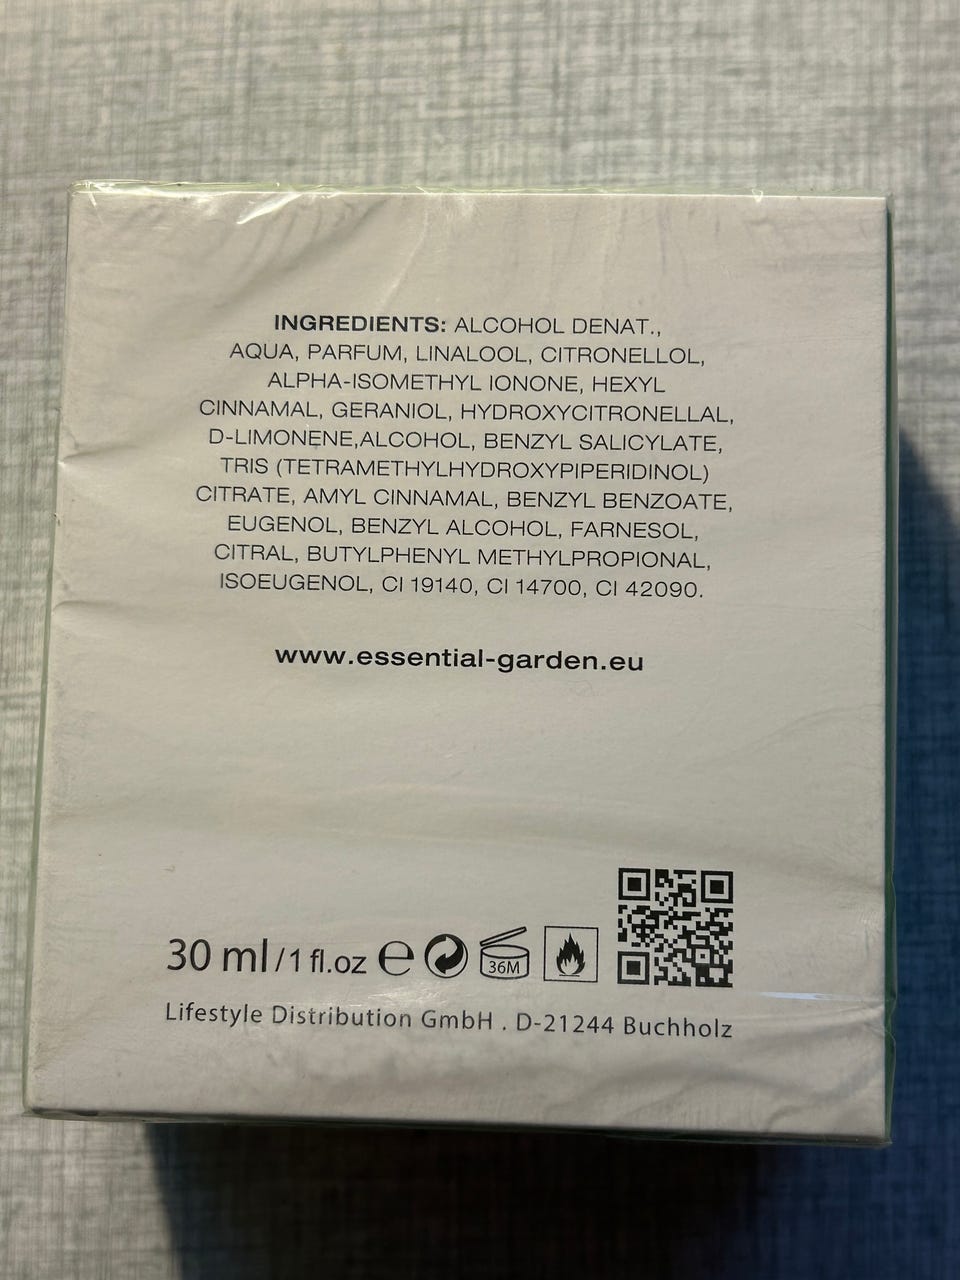 INGREDIENTS: ALCOHOL DENAT.,
AQUA, PARFUM, LINALOOL, CITRONELLOL,
ALPHA-ISOMETHYL IONONE, HEXYL
CINNAMAL, GERANIOL, HYDROXYCITRONELLAL,
D-LIMONENE,ALCOHOL, BENZYL SALICYLATE,
TRIS (TETRAMETHYLHYDROXYPIPERIDINOL)
CITRATE, AMYL CINNAMAL, BENZYL BENZOATE,
EUGENOL, BENZYL ALCOHOL, FARNESOL,
CITRAL, BUTYLPHENYL METHYLPROPIONAL,
ISOEUGENOL, CI 19140, CI 14700, CI 42090.
www.essential-garden.eu
30 ml/1 fl.oz ℮ 36M
Lifestyle Distribution GmbH . D-21244 Buchholz